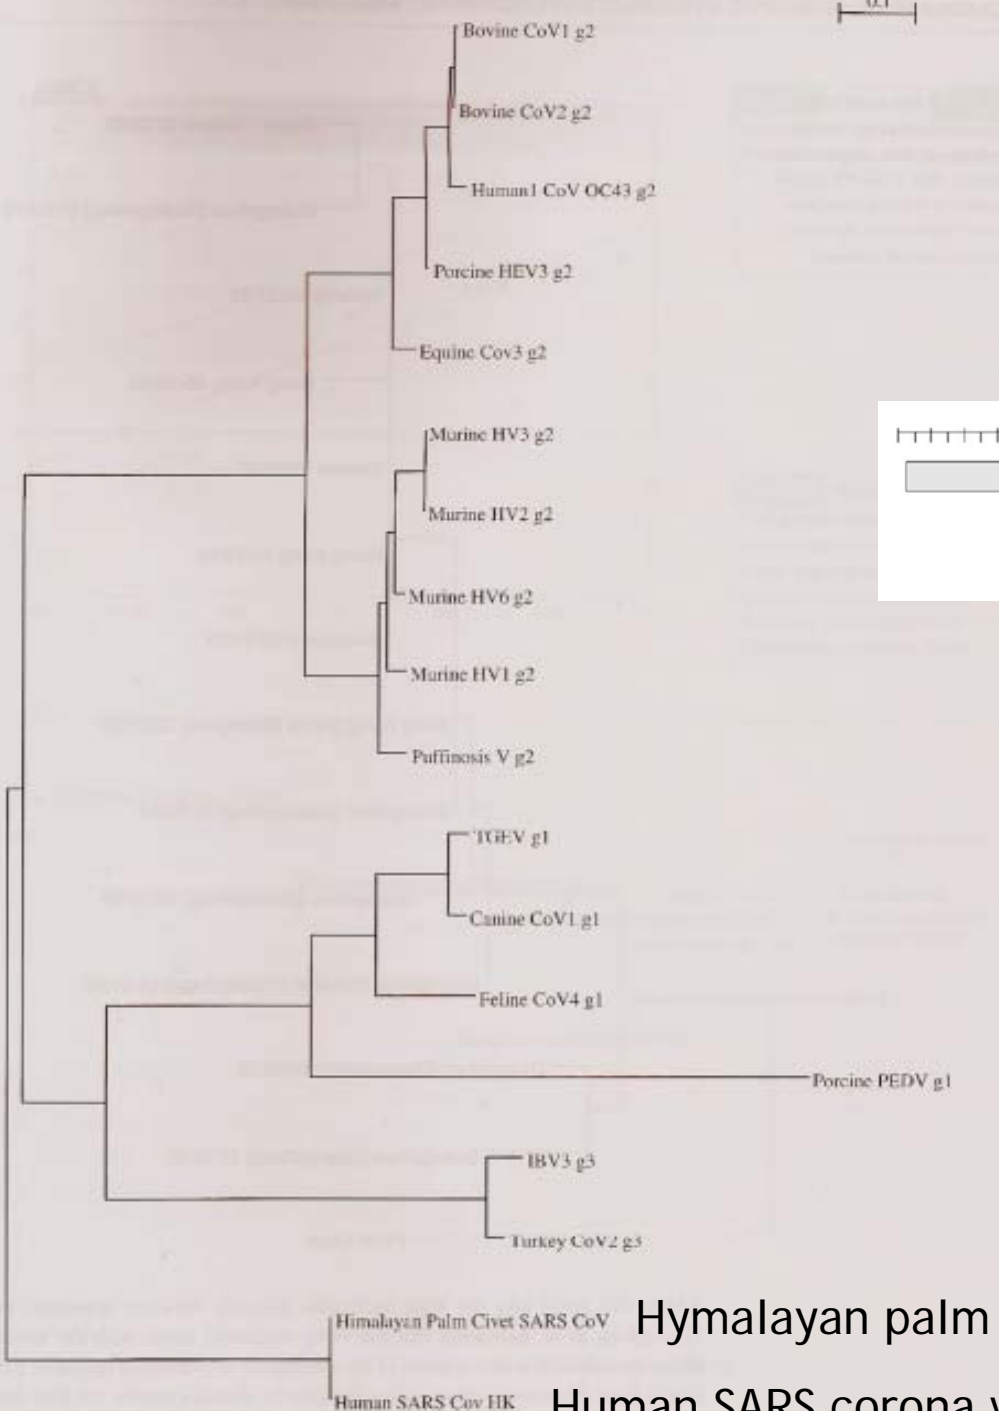 0.1
Bovine CoV1 g2
Bovine CoV2 g2
Human1 CoV OC43 g2
Porcine HEV3 g2
Equine Cov3 g2
Murine HV3 g2
Murine HV2 g2
Murine HV6 g2
Murine HV1 g2
Puffinosis V g2
TGEV g1
Canine CoV1 g1
Feline CoV4 g1
Porcine PEDV g1
IBV3 g3
Turkey CoV2 g3
Himalayan Palm Civet SARS CoV
Hymalayan palm
Human SARS Cov HK
Human SARS corona